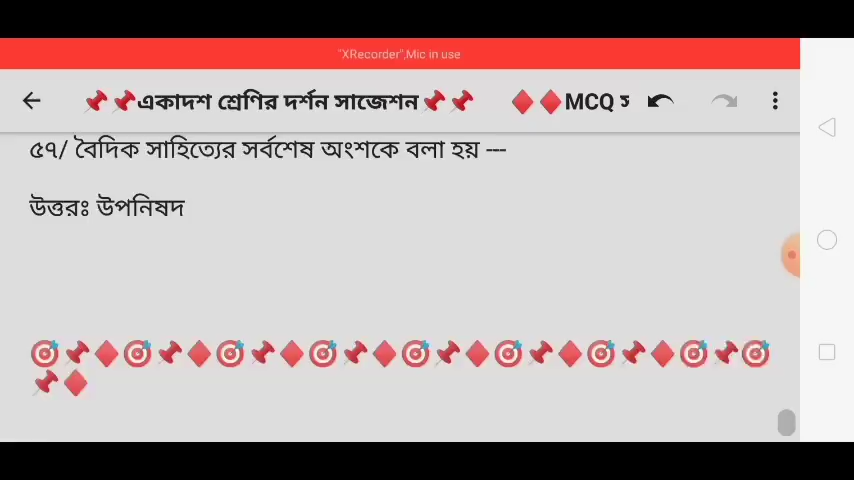 "XRecorder",Mic in use
📌📌একাদশ শ্রেণির দর্শন সাজেশন📌📌 ♦️♦️MCQ স
৫৭/ বৈদিক সাহিত্যের সর্বশেষ অংশকে বলা হয় ---
উত্তরঃ উপনিষদ
🎯📌♦️🎯📌♦️🎯📌♦️🎯📌♦️🎯📌♦️🎯📌♦️🎯📌♦️🎯📌🎯
📌♦️